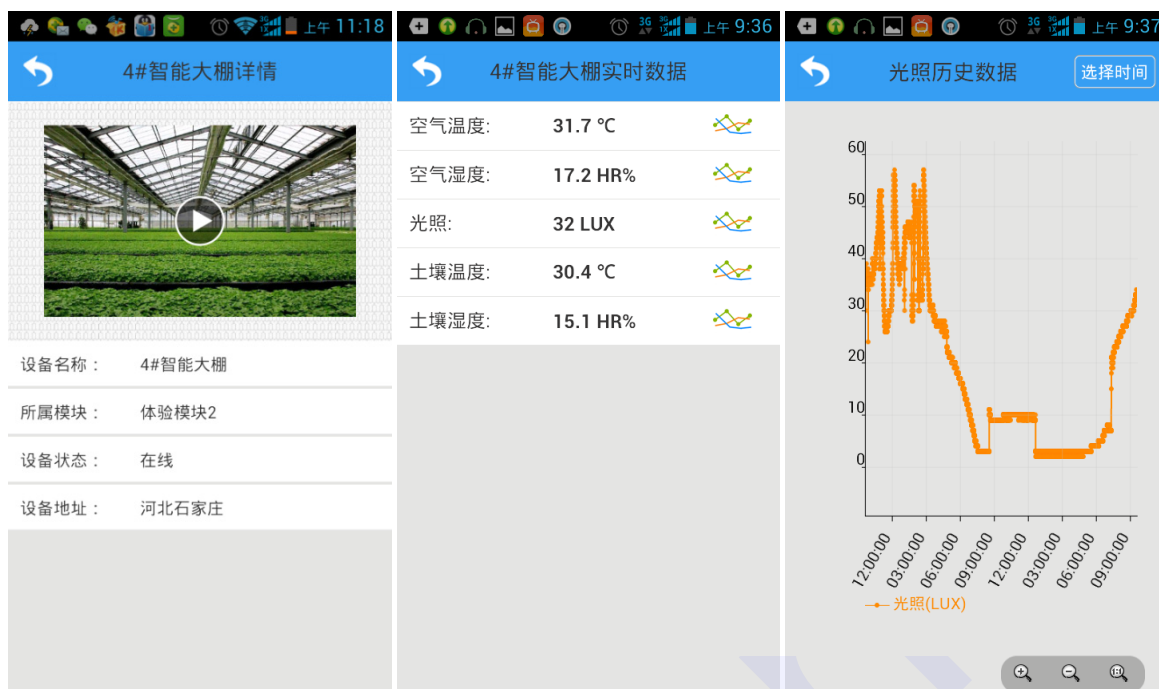 上午 11:18
4#智能大棚详情
设备名称： 4#智能大棚
所属模块： 体验模块2
设备状态： 在线
设备地址： 河北石家庄
3G 1X 上午 9:36
4#智能大棚实时数据
空气温度: 31.7 ℃
空气湿度: 17.2 HR%
光照: 32 LUX
土壤温度: 30.4 ℃
土壤湿度: 15.1 HR%
3G 1X 上午 9:37
光照历史数据 选择时间
60
50
40
30
20
10
0
12:00:00 03:00:00 06:00:00 09:00:00 12:00:00 03:00:00 06:00:00 09:00:00
光照(LUX)